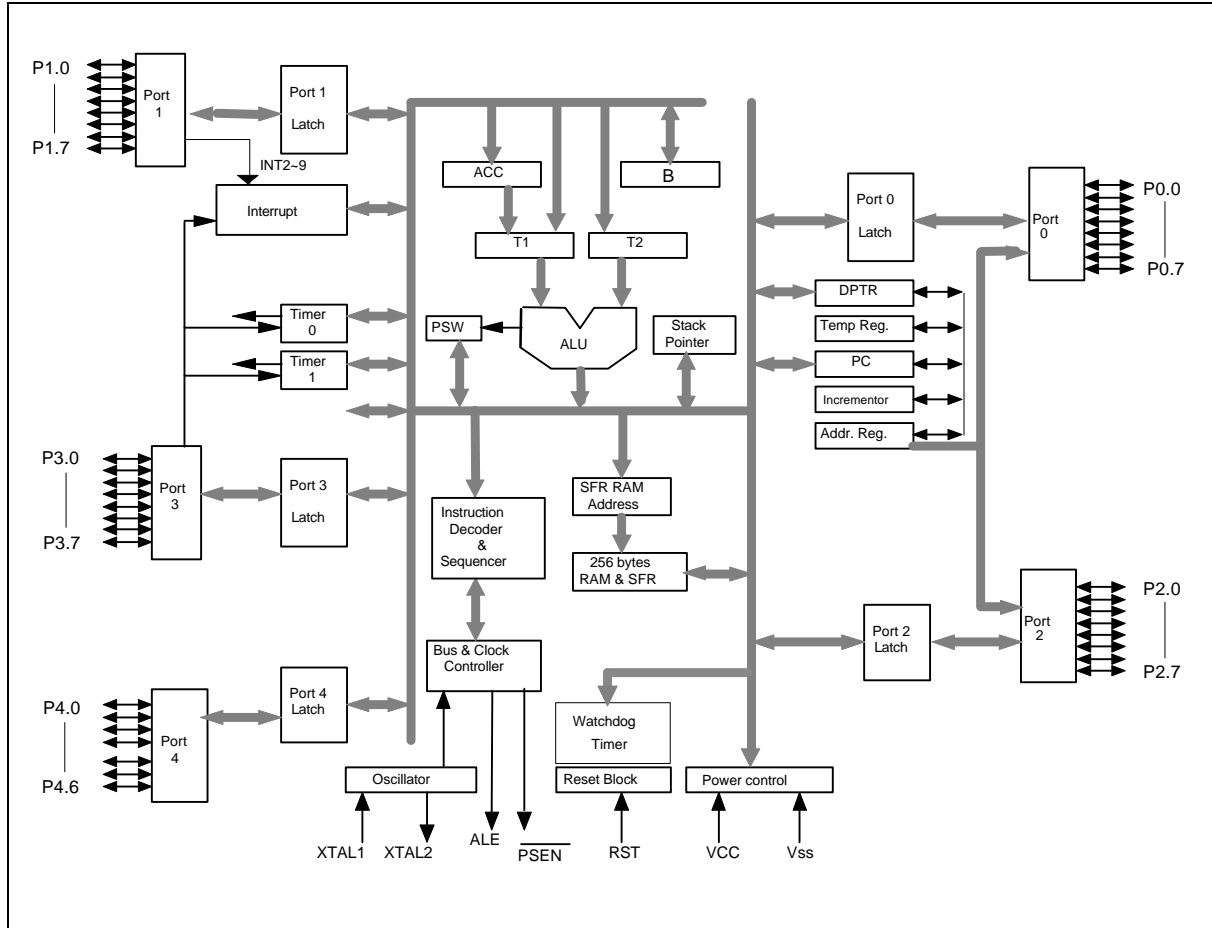 P1.0
P1.7
Port
1
Port 1
Latch
INT2~9
Interrupt
Timer
0
Timer
1
P3.0
P3.7
Port
3
Port 3
Latch
P4.0
P4.6
Port
4
Port 4
Latch
ACC
B
T1
T2
PSW
ALU
Stack
Pointer
Instruction
Decoder
&
Sequencer
SFR RAM
Address
256 bytes
RAM & SFR
Bus & Clock
Controller
Watchdog
Timer
Oscillator
Reset Block
Power control
XTAL1
XTAL2
ALE
PSEN
RST
VCC
Vss
Port 0
Latch
Port
0
P0.0
P0.7
DPTR
Temp Reg.
PC
Incrementor
Addr. Reg.
Port 2
Latch
Port
2
P2.0
P2.7